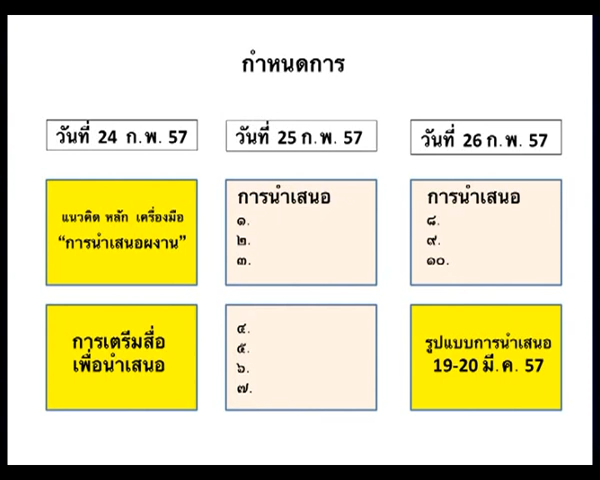 กำหนดการ
วันที่ 24 ก.พ. 57
วันที่ 25 ก.พ. 57
วันที่ 26 ก.พ. 57
แนวคิด หลัก เครื่องมือ
“การนำเสนอผงาน”
การนำเสนอ
๑.
๒.
๓.
การนำเสนอ
๘.
๙.
๑๐.
การเตรีมสื่อ
เพื่อนำเสนอ
๔.
๕.
๖.
๗.
รูปแบบการนำเสนอ
19-20 มี.ค. 57